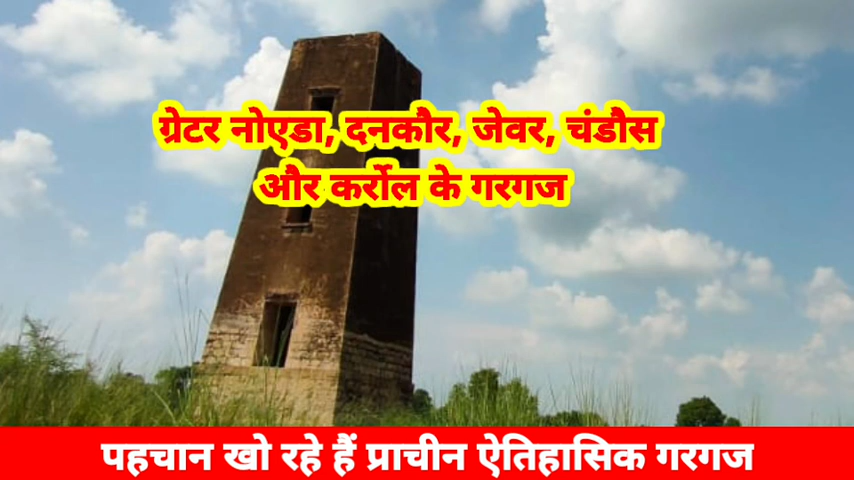 ग्रेटर नोएडा, दनकौर, जेवर, चंडौस
और कर्रोल के गरगज
पहचान खो रहे हैं प्राचीन ऐतिहासिक गरगज